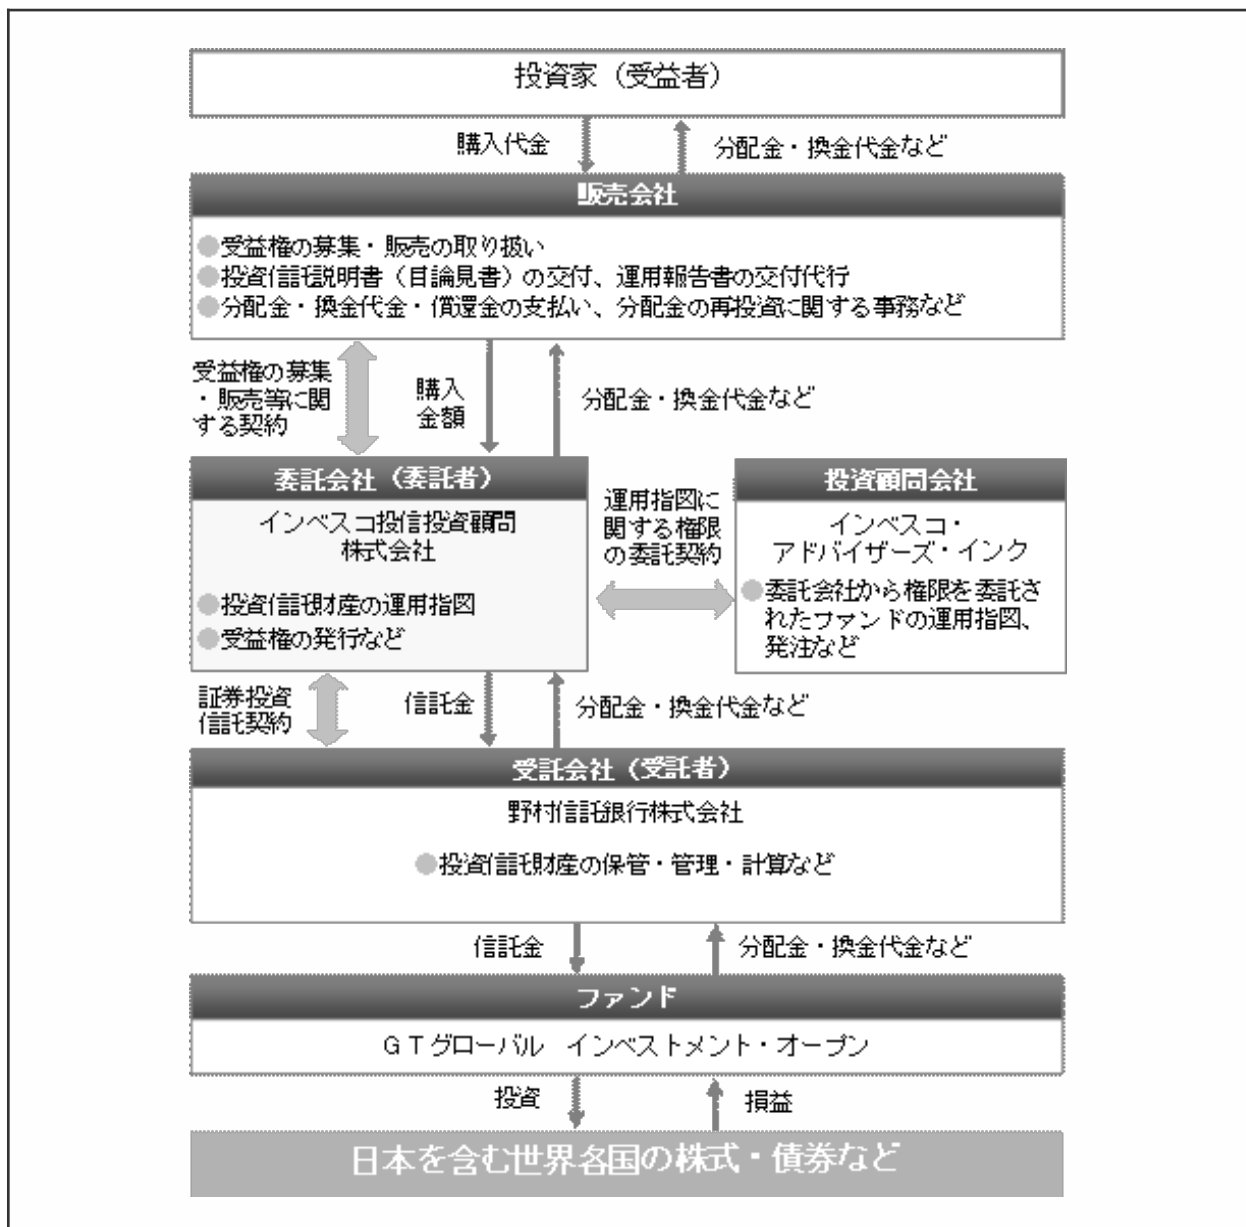 投資家（受益者）
購入代金
分配金・換金代金など
販売会社
●受益権の募集・販売の取り扱い
●投資信託説明書（目論見書）の交付、運用報告書の交付代行
●分配金・換金代金・償還金の支払い、分配金の再投資に関する事務など
受益権の募集
・販売等に関
する契約
購入
金額
分配金・換金代金など
委託会社（委託者）
インベスコ投信投資顧問
株式会社
●投資信託財産の運用指図
●受益権の発行など
運用指図に
関する権限
の委託契約
投資顧問会社
インベスコ・
アドバイザーズ・インク
●委託会社から権限を委託さ
れたファンドの運用指図、
発注など
証券投資
信託契約
信託金
分配金・換金代金など
受託会社（受託者）
野村信託銀行株式会社
●投資信託財産の保管・管理・計算など
信託金
分配金・換金代金など
ファンド
ＧＴグローバル　インベストメント・オープン
投資
損益
日本を含む世界各国の株式・債券など